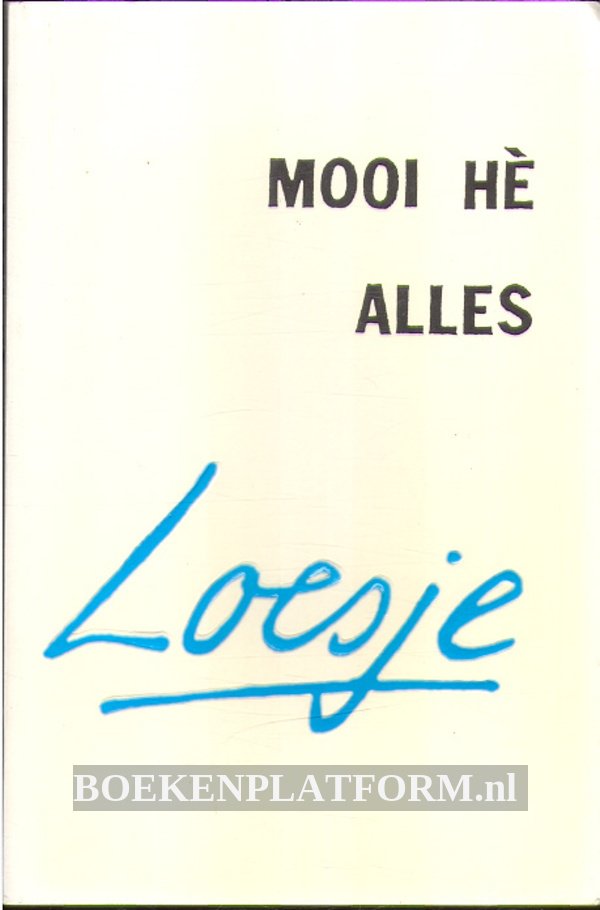 MOOI HÈ
ALLES
Loesje
BOEKENPLATFORM.nl